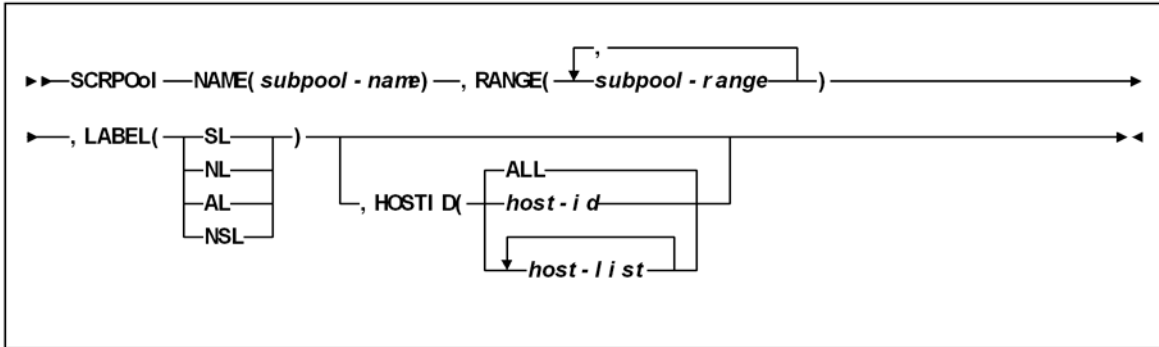 ,
SCRPOol NAME(subpool-name) , RANGE( subpool-range )
, LABEL( SL )
NL
AL
NSL
ALL
, HOSTID( host-id
host-list